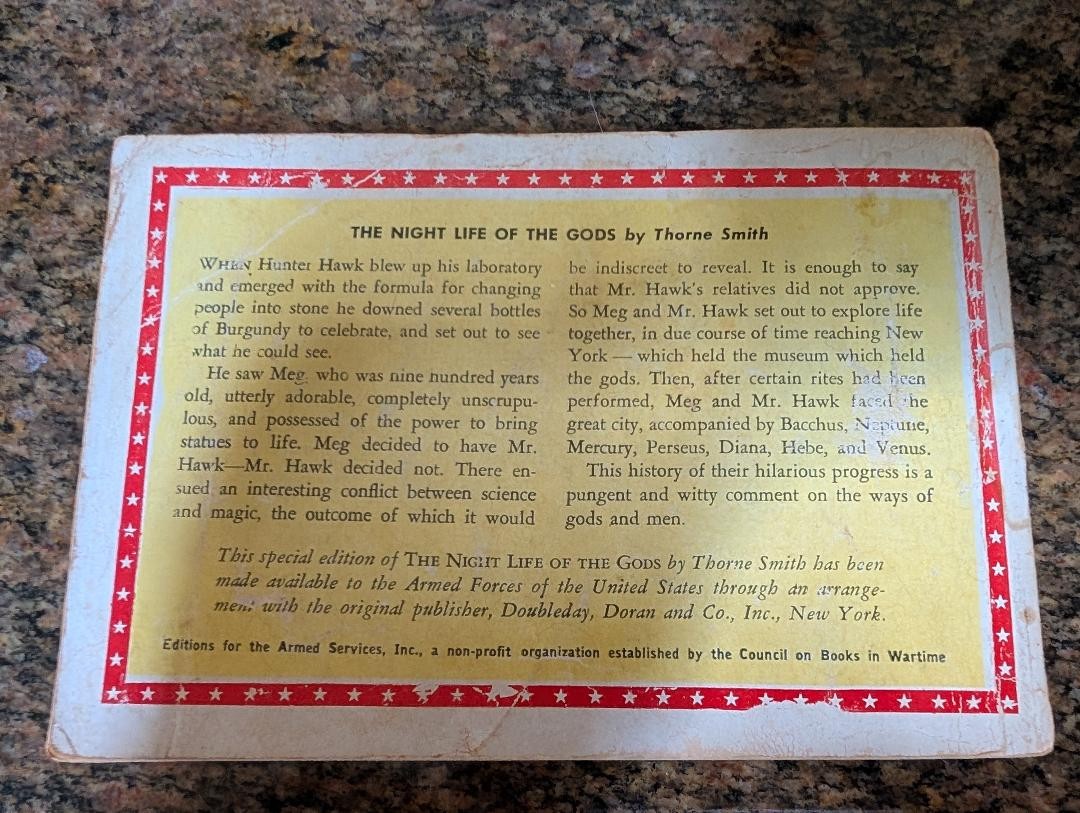 THE NIGHT LIFE OF THE GODS by Thorne Smith
WHEN Hunter Hawk blew up his laboratory
and emerged with the formula for changing
people into stone he downed several bottles
of Burgundy to celebrate, and set out to see
what he could see.
He saw Meg, who was nine hundred years
old, utterly adorable, completely unscrupu-
lous, and possessed of the power to bring
statues to life. Meg decided to have Mr.
Hawk—Mr. Hawk decided not. There en-
sued an interesting conflict between science
and magic, the outcome of which it would
be indiscreet to reveal. It is enough to say
that Mr. Hawk's relatives did not approve.
So Meg and Mr. Hawk set out to explore life
together, in due course of time reaching New
York — which held the museum which held
the gods. Then, after certain rites had been
performed, Meg and Mr. Hawk faced the
great city, accompanied by Bacchus, Neptune,
Mercury, Perseus, Diana, Hebe, and Venus.
This history of their hilarious progress is a
pungent and witty comment on the ways of
gods and men.
This special edition of THE NIGHT LIFE OF THE GODS by Thorne Smith has been
made available to the Armed Forces of the United States through an arrange-
ment with the original publisher, Doubleday, Doran and Co., Inc., New York.
Editions for the Armed Services, Inc., a non-profit organization established by the Council on Books in Wartime